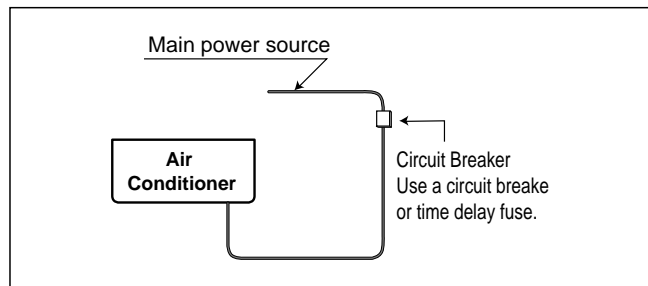 Main power source
Air
Conditioner
Circuit Breaker
Use a circuit breake
or time delay fuse.